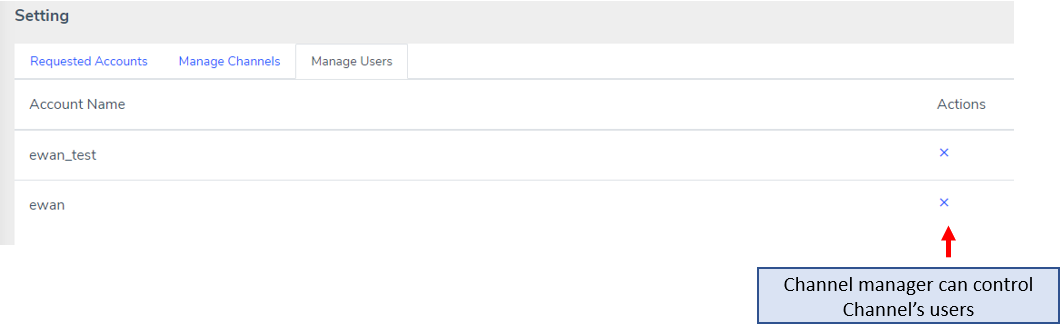 Setting
Requested Accounts Manage Channels Manage Users
Account Name Actions
ewan_test ×
ewan ×
Channel manager can control
Channel’s users